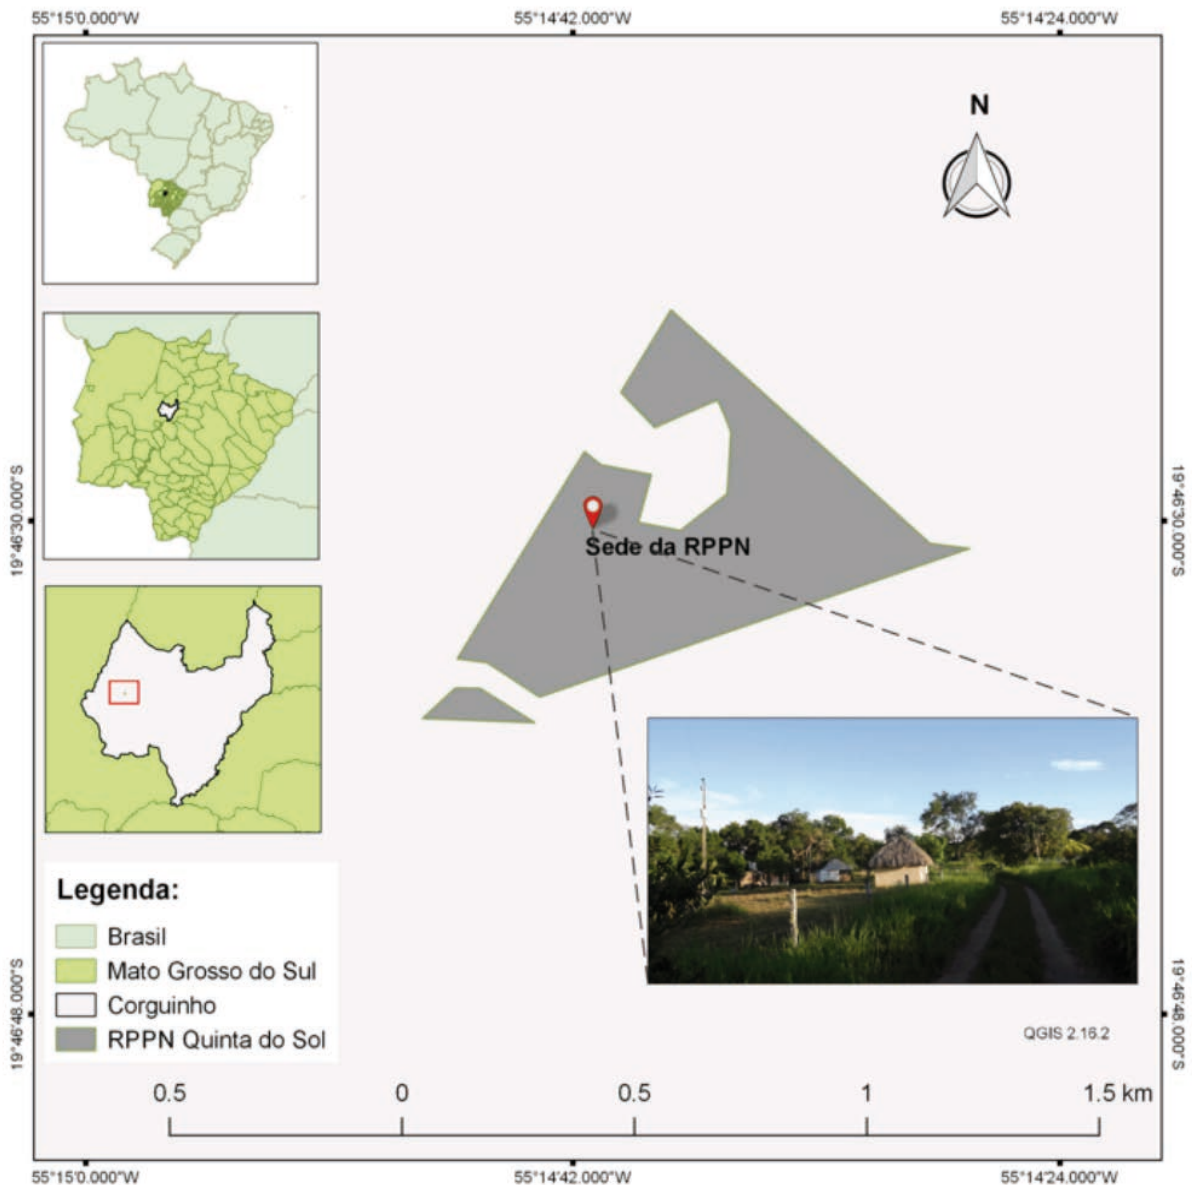 55°15'0.000"W 55°14'42.000"W 55°14'24.000"W
N
19°46'30.000"S
19°46'30.000"S
Sede da RPPN
Legenda:
Brasil
Mato Grosso do Sul
Corguinho
RPPN Quinta do Sol
19°46'48.000"S
19°46'48.000"S
QGIS 2.16.2
0.5 0 0.5 1 1.5 km
55°15'0.000"W 55°14'42.000"W 55°14'24.000"W